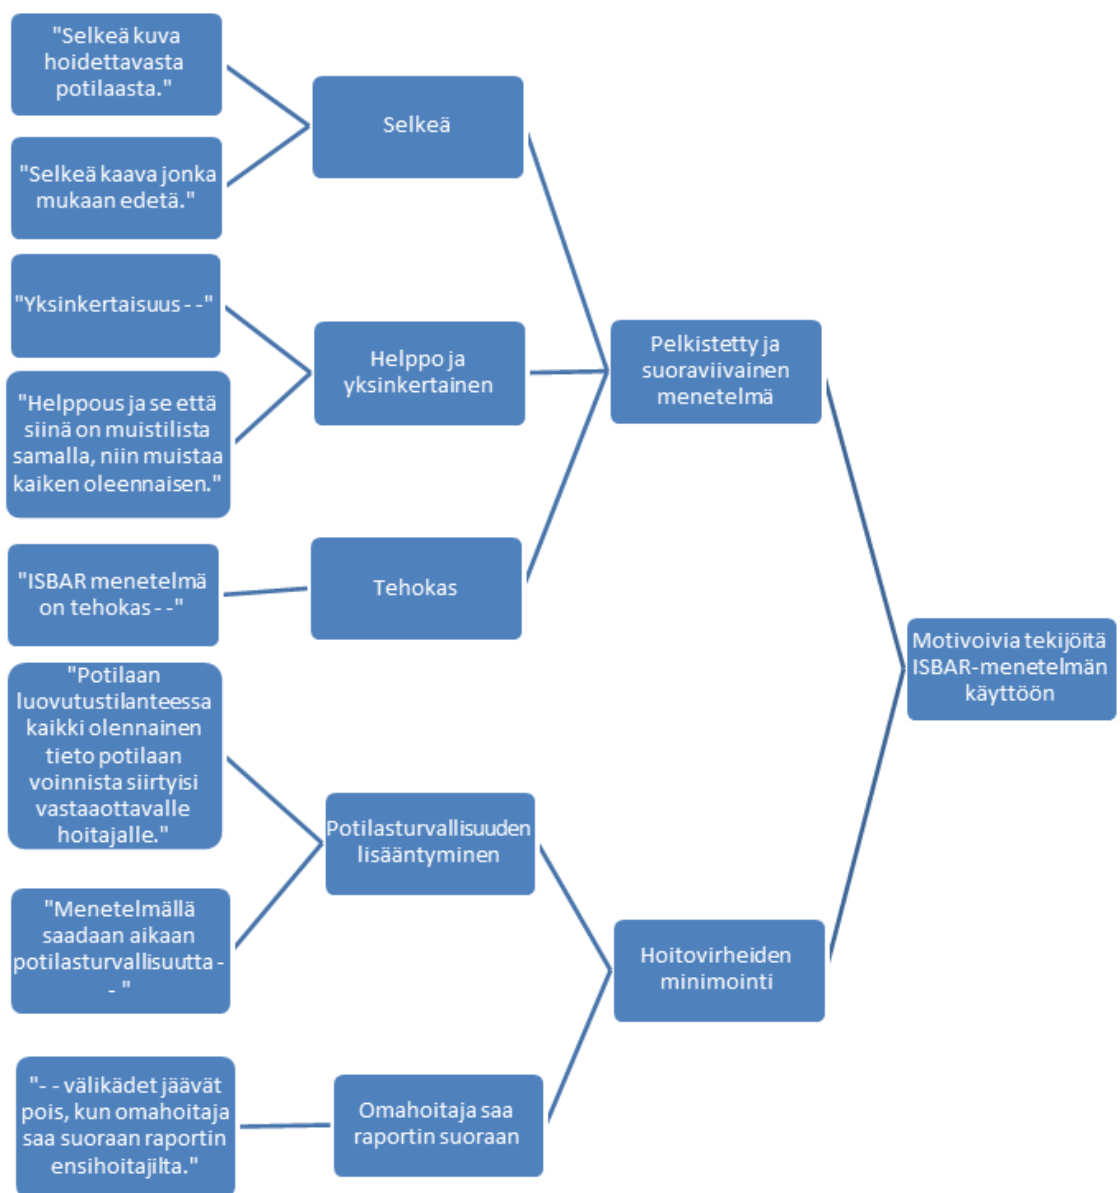 "Selkeä kuva
hoidettavasta
potilaasta."
"Selkeä kaava jonka
mukaan edetä."
Selkeä
"Yksinkertaisuus - -"
"Helppous ja se että
siinä on muistilista
samalla, niin muistaa
kaiken oleennaisen."
Helppo ja
yksinkertainen
"ISBAR menetelmä
on tehokas - -"
Tehokas
Pelkistetty ja
suoraviivainen
menetelmä
"Potilaan
luovutustilanteessa
kaikki olennainen
tieto potilaan
voinnista siirtyisi
vastaaottavalle
hoitajalle."
"Menetelmällä
saadaan aikaan
potilasturvallisuutta -
- "
Potilasturvallisuuden
lisääntyminen
"- - välikädet jäävät
pois, kun omahoitaja
saa suoraan raportin
ensihoitajilta."
Omahoitaja saa
raportin suoraan
Hoitovirheiden
minimointi
Motivoivia tekijöitä
ISBAR-menetelmän
käyttöön